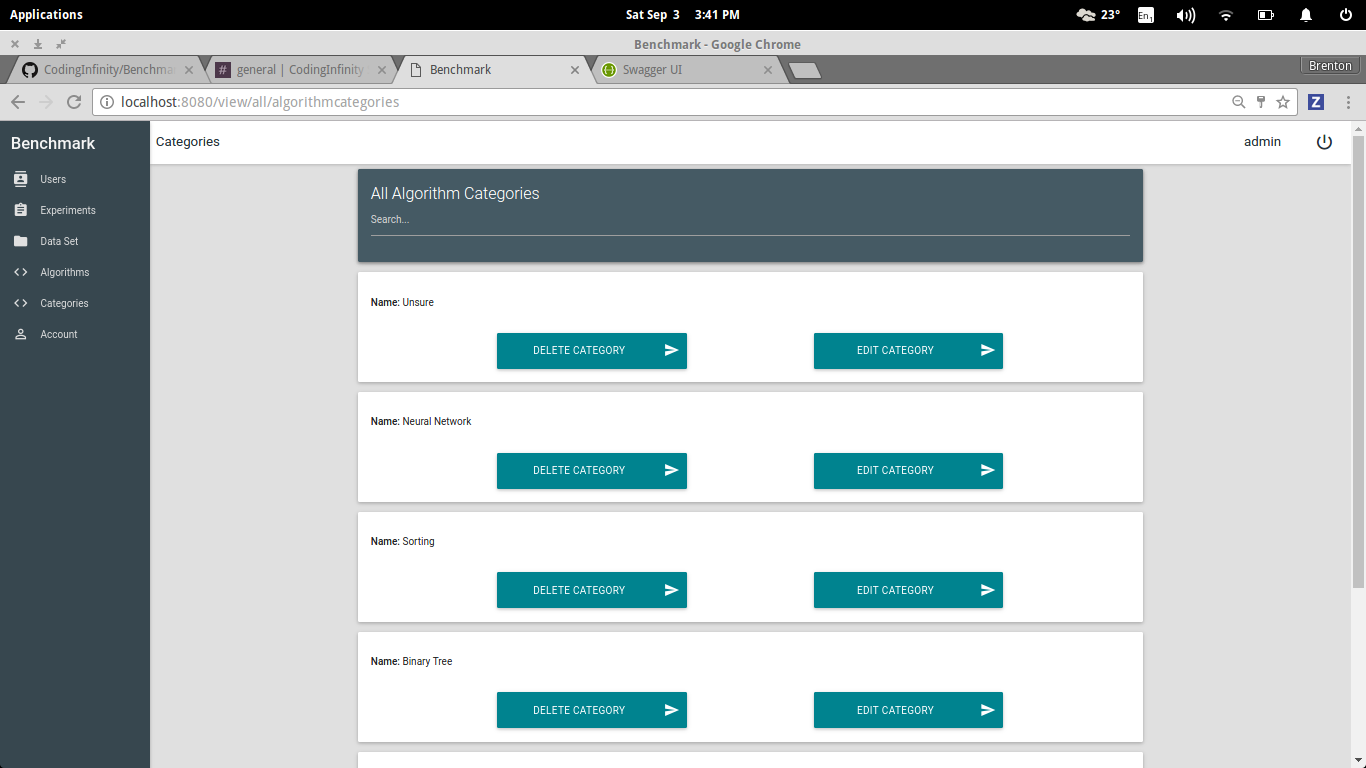 Applications
Sat Sep 3 3:41 PM
23°
En1
Benchmark - Google Chrome
CodingInfinity/Benchma
# general | CodingInfinity
Benchmark
Swagger UI
Brenton
localhost:8080/view/all/algorithmcategories
Z
Benchmark
Categories
admin
Users
Experiments
Data Set
Algorithms
Categories
Account
All Algorithm Categories
Search...
Name: Unsure
DELETE CATEGORY
EDIT CATEGORY
Name: Neural Network
DELETE CATEGORY
EDIT CATEGORY
Name: Sorting
DELETE CATEGORY
EDIT CATEGORY
Name: Binary Tree
DELETE CATEGORY
EDIT CATEGORY